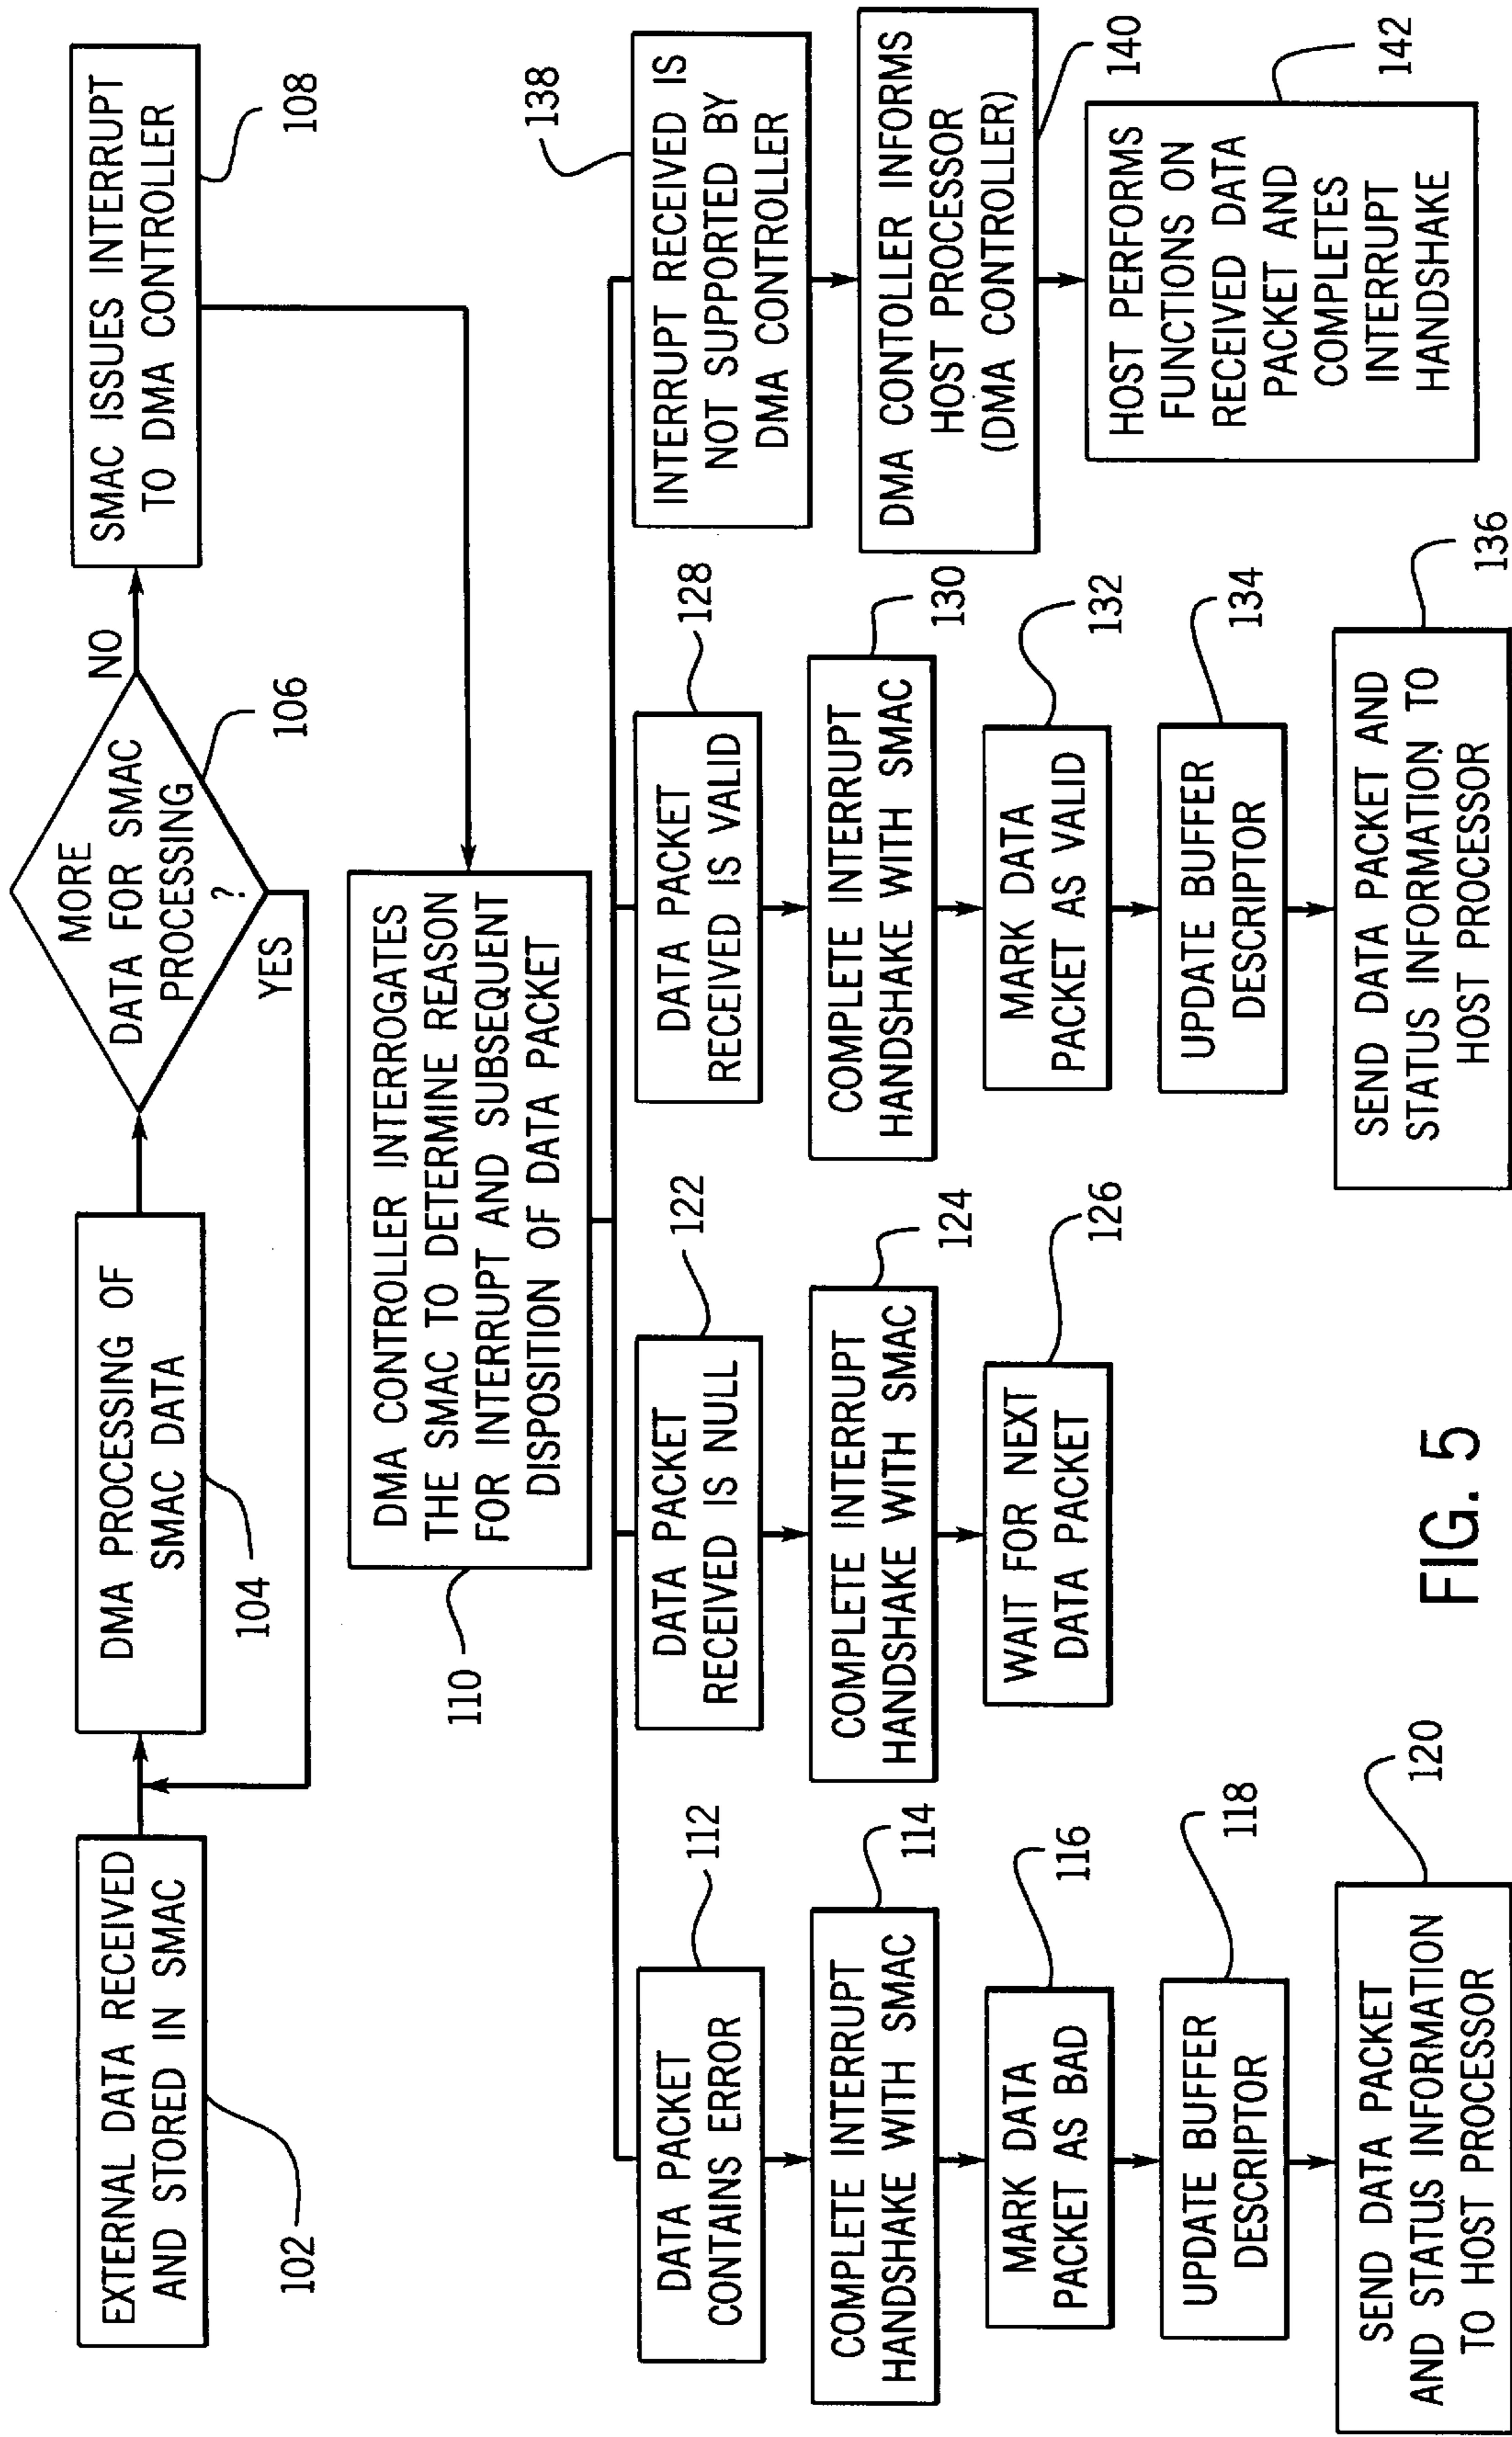 EXTERNAL DATA RECEIVED
AND STORED IN SMAC
102
DMA PROCESSING OF
SMAC DATA
104
MORE
DATA FOR SMAC
PROCESSING
?
106
NO
YES
SMAC ISSUES INTERRUPT
TO DMA CONTROLLER
108
DMA CONTROLLER INTERROGATES
THE SMAC TO DETERMINE REASON
FOR INTERRUPT AND SUBSEQUENT
DISPOSITION OF DATA PACKET
110
DATA PACKET
CONTAINS ERROR
112
COMPLETE INTERRUPT
HANDSHAKE WITH SMAC
114
MARK DATA
PACKET AS BAD
116
UPDATE BUFFER
DESCRIPTOR
118
SEND DATA PACKET
AND STATUS INFORMATION
TO HOST PROCESSOR
120
DATA PACKET
RECEIVED IS NULL
122
COMPLETE INTERRUPT
HANDSHAKE WITH SMAC
124
WAIT FOR NEXT
DATA PACKET
126
DATA PACKET
RECEIVED IS VALID
128
COMPLETE INTERRUPT
HANDSHAKE WITH SMAC
130
MARK DATA
PACKET AS VALID
132
UPDATE BUFFER
DESCRIPTOR
134
SEND DATA PACKET AND
STATUS INFORMATION TO
HOST PROCESSOR
136
INTERRUPT RECEIVED IS
NOT SUPPORTED BY
DMA CONTROLLER
138
DMA CONTOLLER INFORMS
HOST PROCESSOR
(DMA CONTROLLER)
140
HOST PERFORMS
FUNCTIONS ON
RECEIVED DATA
PACKET AND
COMPLETES
INTERRUPT
HANDSHAKE
142
FIG. 5